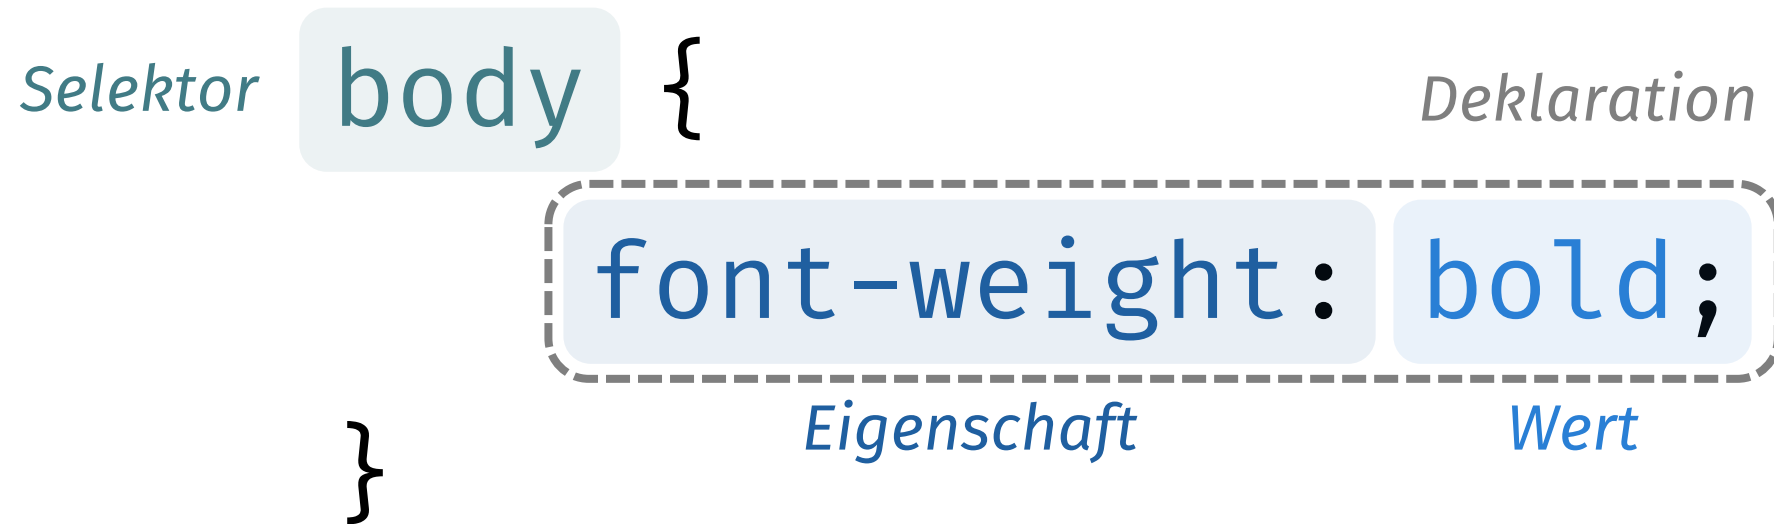 Selektor body {
Deklaration
font-weight: bold;
Eigenschaft Wert
}